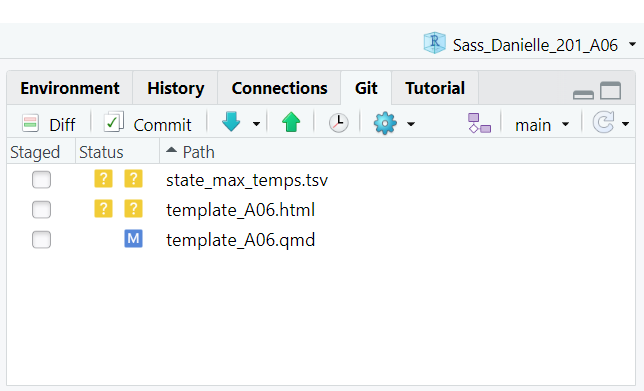 Sass_Danielle_201_A06
Environment History Connections Git Tutorial
Diff Commit main
Staged Status Path
? ? state_max_temps.tsv
? ? template_A06.html
M template_A06.qmd